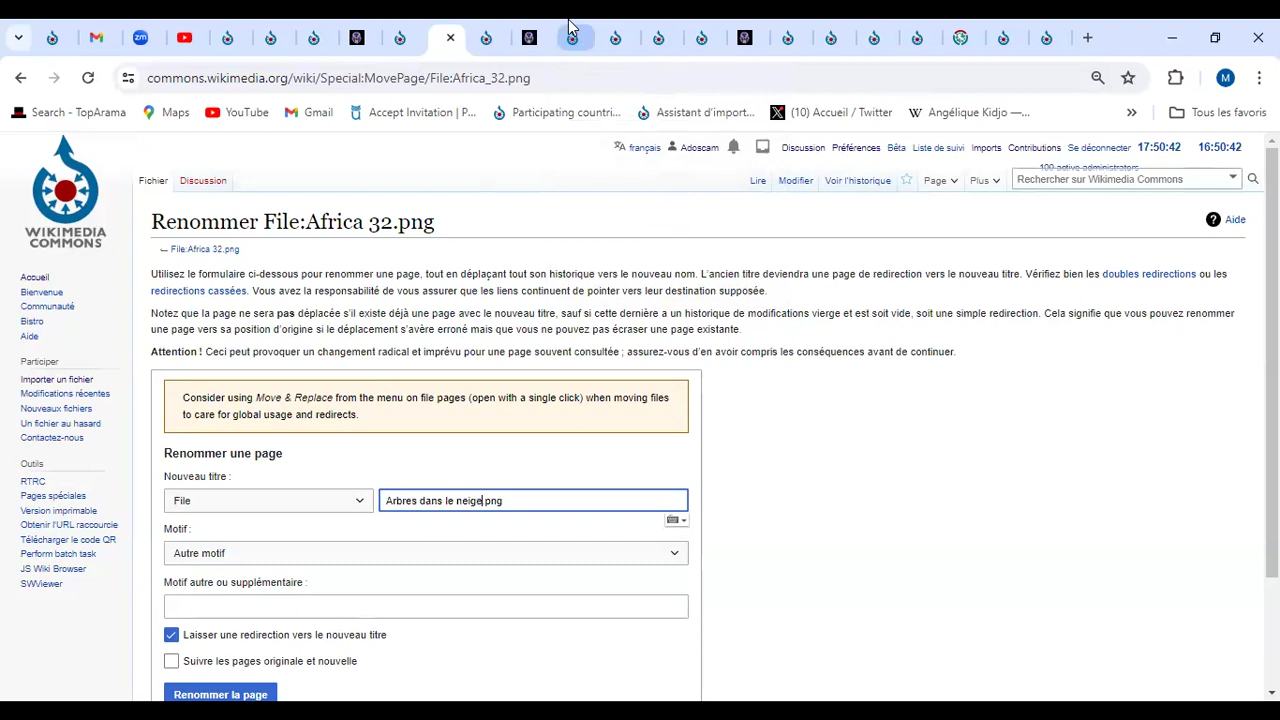 commons.wikimedia.org/wiki/Special:MovePage/File:Africa_32.png
M
Search - TopArama
Maps
YouTube
Gmail
Accept Invitation | P...
Participating countri...
Assistant d'import...
(10) Accueil / Twitter
Angélique Kidjo —...
»
Tous les favoris
français
Adoscam
Discussion
Préférences
Bêta
Liste de suivi
Imports
Contributions
Se déconnecter
17:50:42
16:50:42
100 active administrators
Fichier
Discussion
Lire
Modifier
Voir l'historique
Page
Plus
Rechercher sur Wikimedia Commons
WIKIMEDIA
COMMONS
Renommer File:Africa 32.png
Aide
← File:Africa 32.png
Utilisez le formulaire ci-dessous pour renommer une page, tout en déplaçant tout son historique vers le nouveau nom. L'ancien titre deviendra une page de redirection vers le nouveau titre. Vérifiez bien les doubles redirections ou les
redirections cassées. Vous avez la responsabilité de vous assurer que les liens continuent de pointer vers leur destination supposée.
Notez que la page ne sera pas déplacée s'il existe déjà une page avec le nouveau titre, sauf si cette dernière a un historique de modifications vierge et est soit vide, soit une simple redirection. Cela signifie que vous pouvez renommer
une page vers sa position d'origine si le déplacement s'avère erroné mais que vous ne pouvez pas écraser une page existante.
Attention ! Ceci peut provoquer un changement radical et imprévu pour une page souvent consultée ; assurez-vous d'en avoir compris les conséquences avant de continuer.
Accueil
Bienvenue
Communauté
Bistro
Aide
Participer
Importer un fichier
Modifications récentes
Nouveaux fichiers
Un fichier au hasard
Contactez-nous
Outils
RTRC
Pages spéciales
Version imprimable
Obtenir l'URL raccourcie
Télécharger le code QR
Perform batch task
JS Wiki Browser
SWViewer
Consider using Move & Replace from the menu on file pages (open with a single click) when moving files
to care for global usage and redirects.
Renommer une page
Nouveau titre :
File
Arbres dans le neige.png
Motif :
Autre motif
Motif autre ou supplémentaire :
Laisser une redirection vers le nouveau titre
Suivre les pages originale et nouvelle
Renommer la page